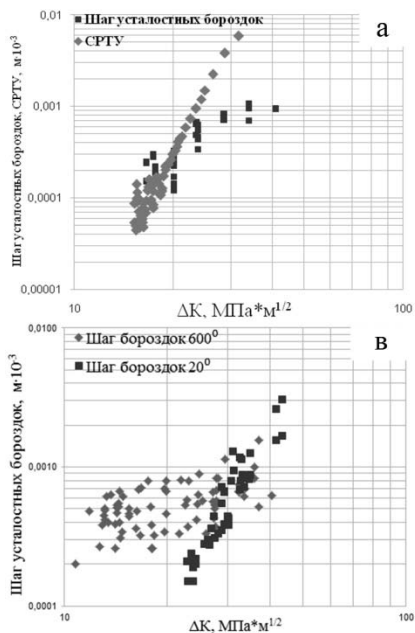 Шаг усталостных бороздок, СРТУ, м·10⁻³
0,01
0,001
0,0001
0,00001
Шаг усталостных бороздок
СРТУ
а
10
100
ΔK, МПа*м^1/2
Шаг усталостных бороздок, м·10⁻³
0,0100
0,0010
0,0001
Шаг бороздок 600⁰
Шаг бороздок 20⁰
в
10
100
ΔK, МПа*м^1/2